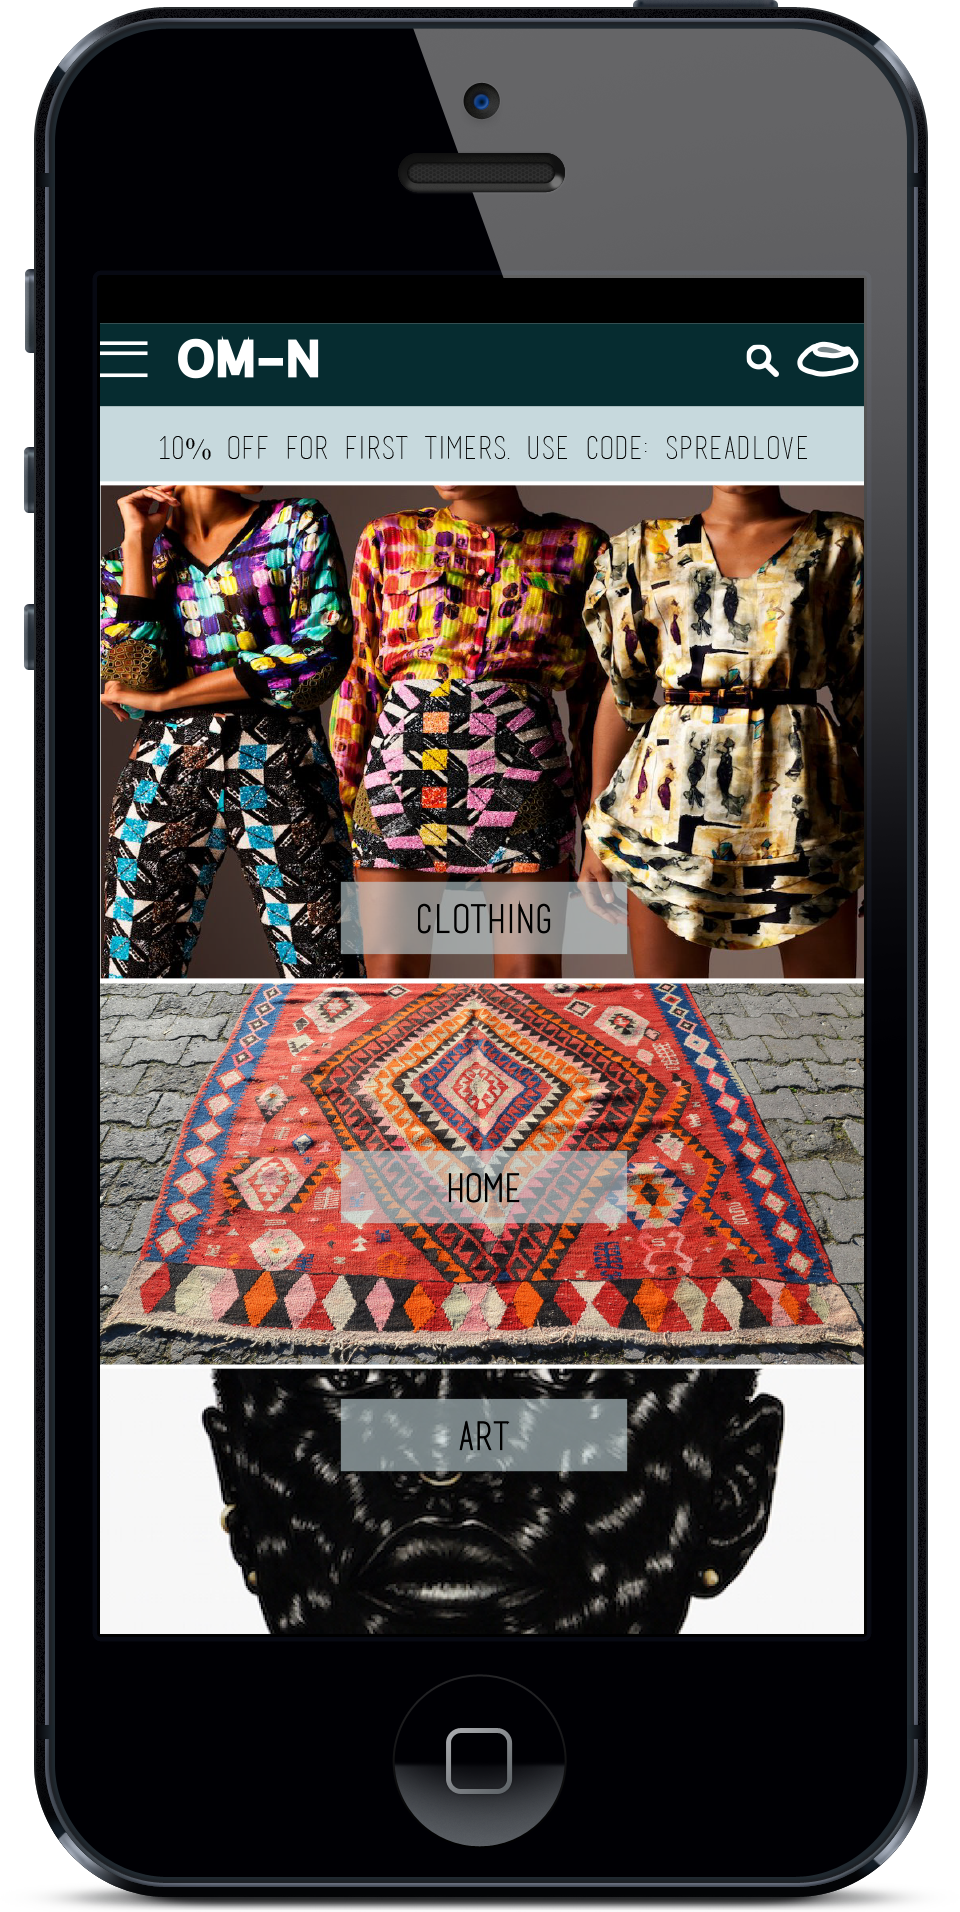 OM-N
10% OFF FOR FIRST TIMERS. USE CODE: SPREADLOVE
CLOTHING
HOME
ART